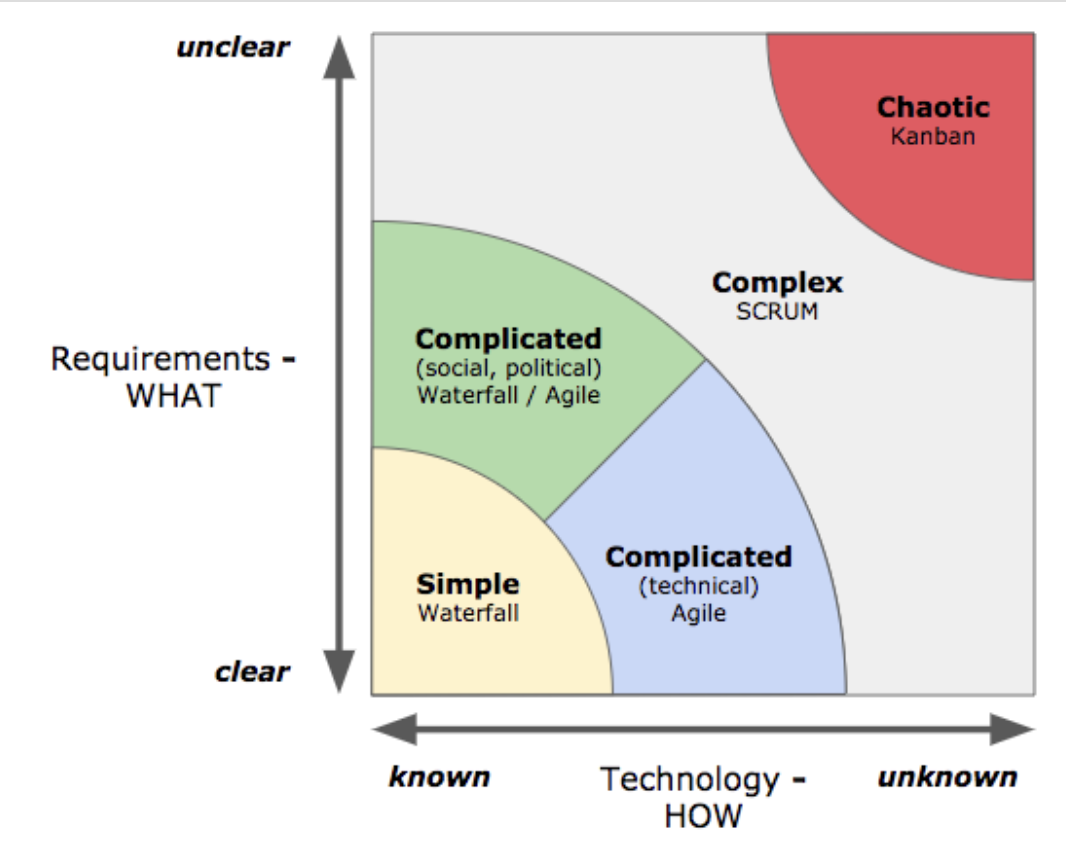 unclear
Chaotic
Kanban
Complex
SCRUM
Complicated
(social, political)
Waterfall / Agile
Requirements -
WHAT
Complicated
(technical)
Agile
Simple
Waterfall
clear
known
Technology -
HOW
unknown